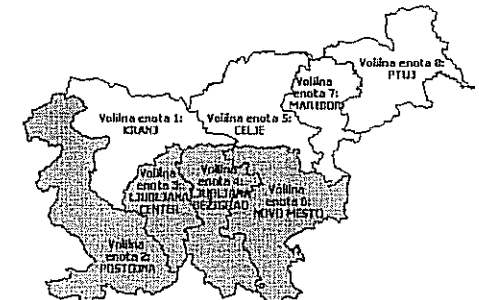 Volilna enota 8:
PTUJ
Volilna
enota 7:
MARIBOR
Volilna enota 1:
KRANJ
Volilna enota 5:
CELJE
Volilna
enota 3:
LJUBLJANA
CENTER
Volilna
enota 4:
LJUBLJANA
BEZIGRAD
Volilna
enota 6:
NOVO MESTO
Volilna
enota 2:
POSTOJNA